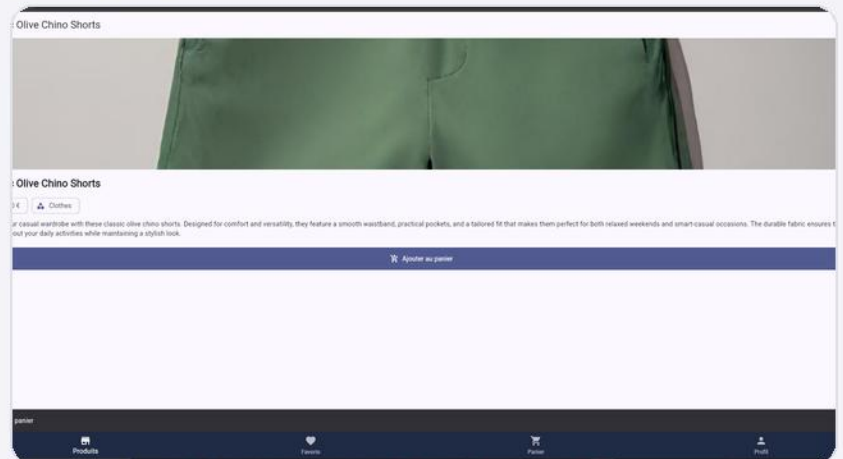 : Olive Chino Shorts
: Olive Chino Shorts
€
Clothes
r casual wardrobe with these classic olive chino shorts. Designed for comfort and versatility, they feature a smooth waistband, practical pockets, and a tailored fit that makes them perfect for both relaxed weekends and smart-casual occasions. The durable fabric ensures t
out your daily activities while maintaining a stylish look.
Ajouter au panier
panier
Produits
Favoris
Panier
Profil